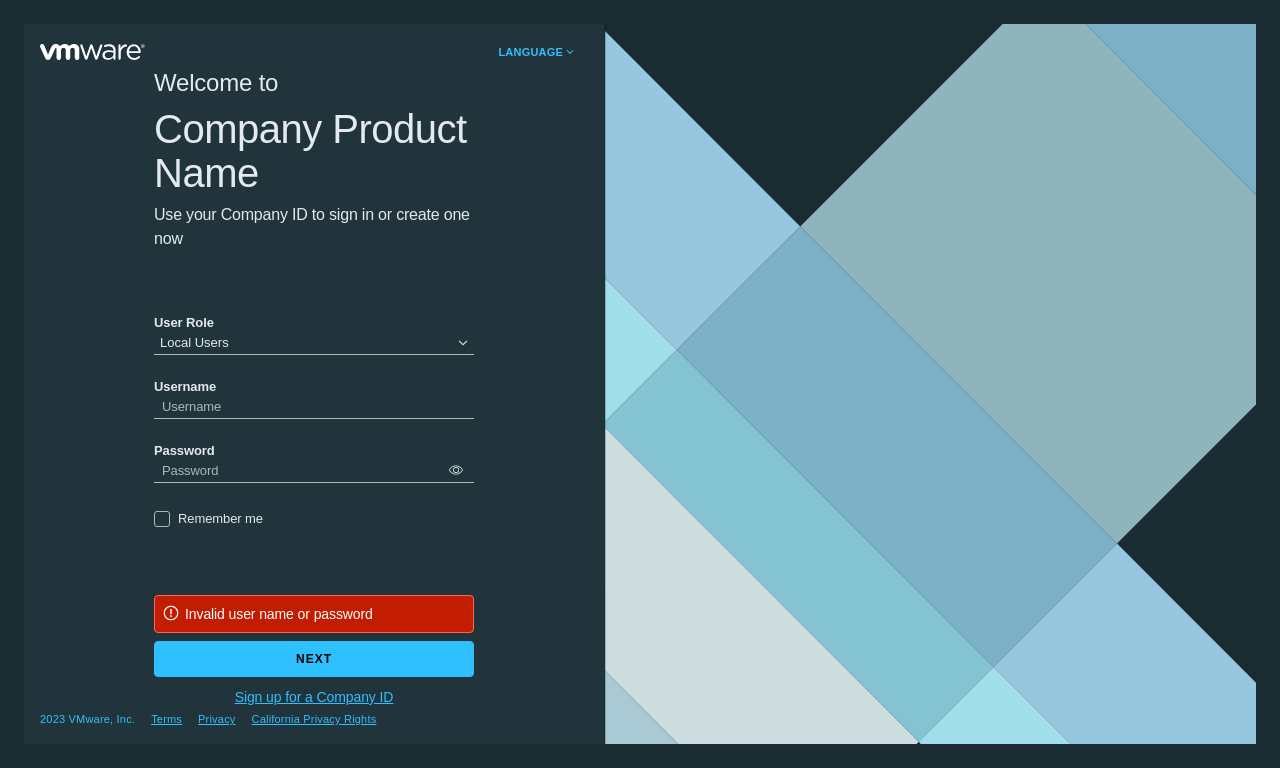 vmware®
LANGUAGE
Welcome to
Company Product
Name
Use your Company ID to sign in or create one
now
User Role
Local Users
Username
Username
Password
Password
Remember me
Invalid user name or password
NEXT
Sign up for a Company ID
2023 VMware, Inc. Terms Privacy California Privacy Rights